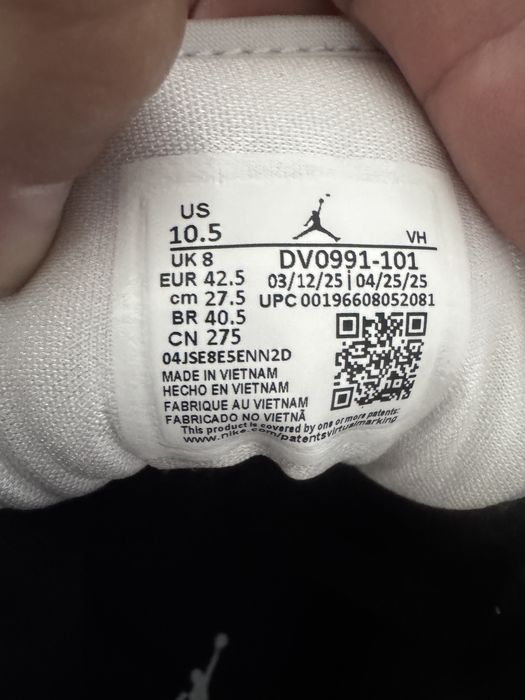 US
10.5
VH
UK 8
DV0991-101
EUR 42.5
03/12/25 | 04/25/25
cm 27.5
UPC 00196608052081
BR 40.5
CN 275
04JSE8E5ENN2D
MADE IN VIETNAM
HECHO EN VIETNAM
FABRIQUE AU VIETNAM
FABRICADO NO VIETNÃ
This product is covered by one or more patents:
www.nike.com/patentsvirtualmarking